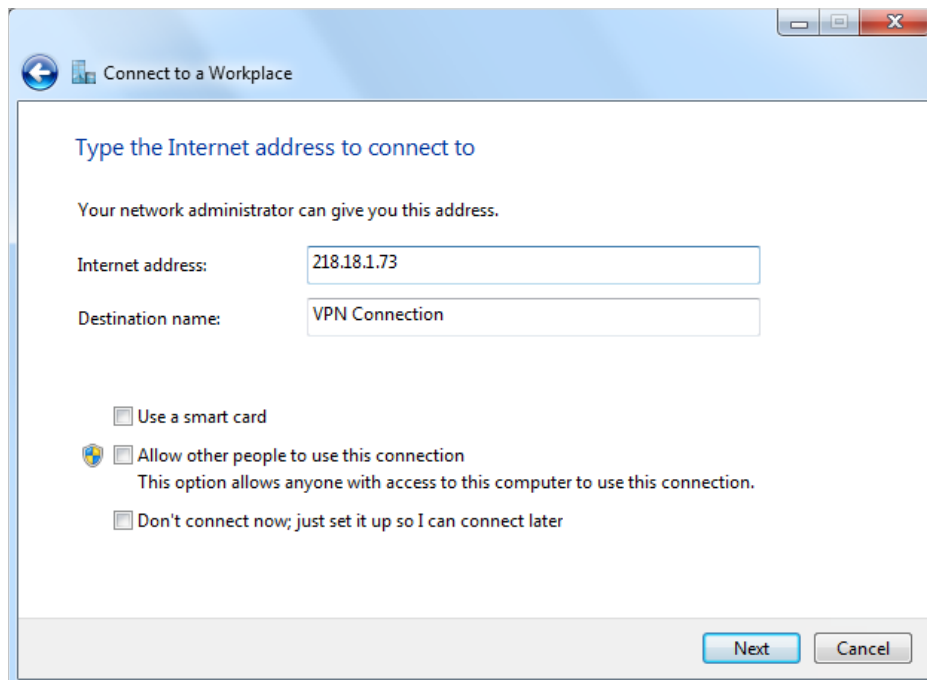 Connect to a Workplace
Type the Internet address to connect to
Your network administrator can give you this address.
Internet address: 218.18.1.73
Destination name: VPN Connection
Use a smart card
Allow other people to use this connection
This option allows anyone with access to this computer to use this connection.
Don't connect now; just set it up so I can connect later
Next Cancel